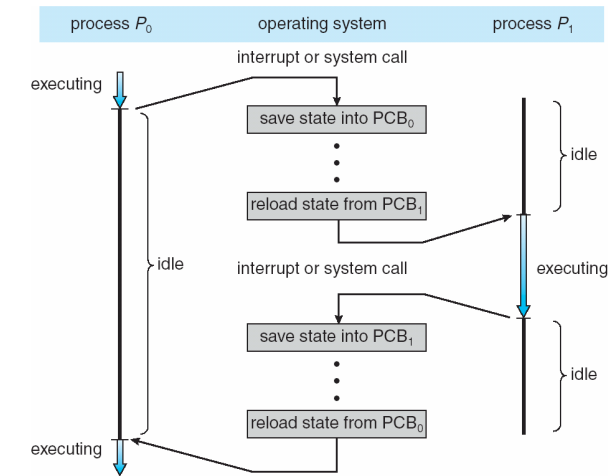 process P₀ operating system process P₁
interrupt or system call
executing
save state into PCB₀
idle
reload state from PCB₁
idle
interrupt or system call
executing
save state into PCB₁
idle
reload state from PCB₀
executing